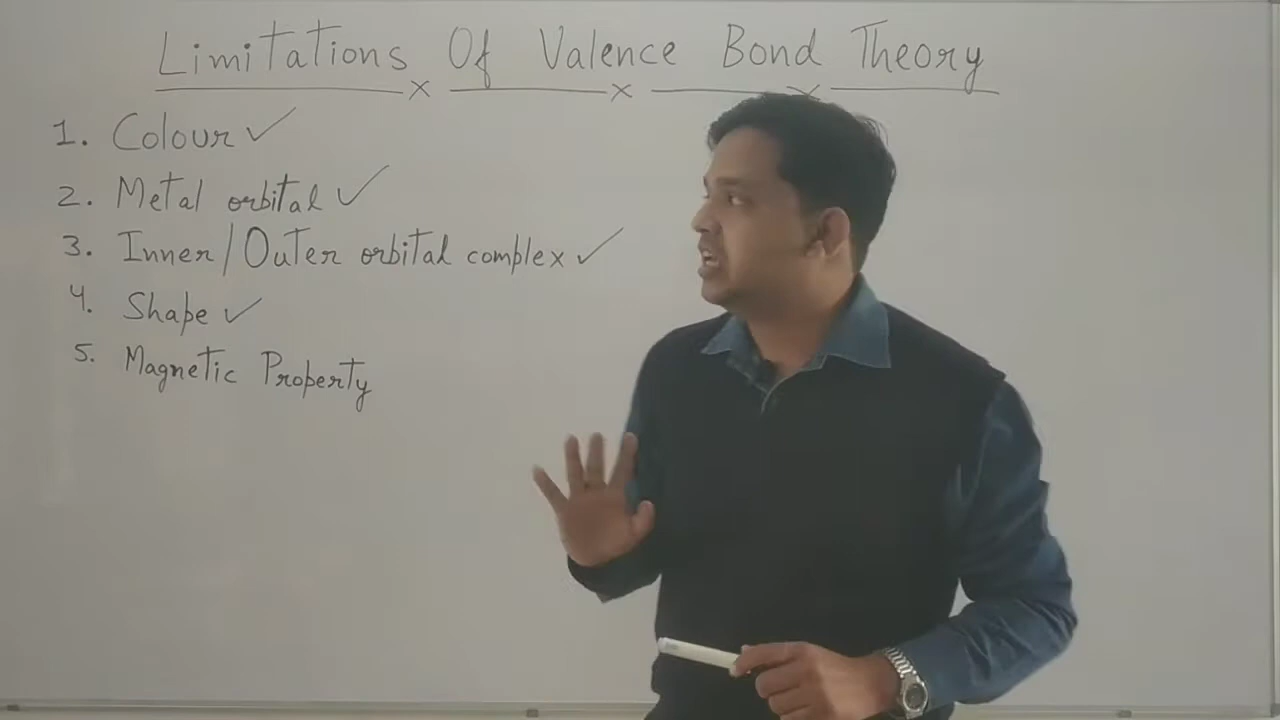 Limitations Of Valence Bond Theory
1. Colour ✓
2. Metal orbital ✓
3. Inner/Outer orbital complex ✓
4. Shape ✓
5. Magnetic Property